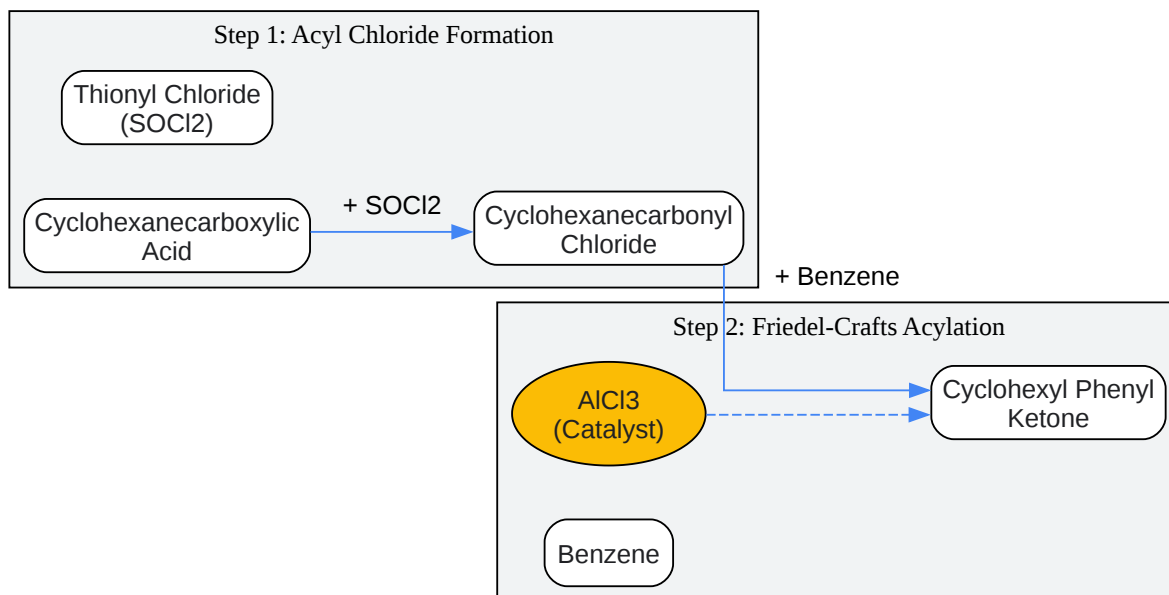 Step 1: Acyl Chloride Formation
Thionyl Chloride
(SOCl2)
Cyclohexanecarboxylic
Acid
+ SOCl2
Cyclohexanecarbonyl
Chloride
+ Benzene
Step 2: Friedel-Crafts Acylation
AlCl3
(Catalyst)
Cyclohexyl Phenyl
Ketone
Benzene